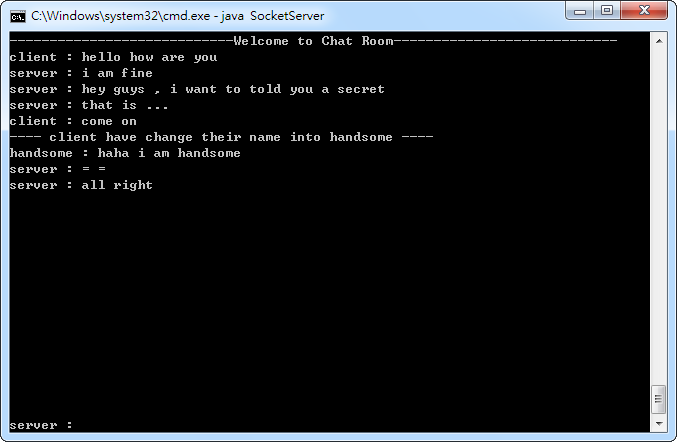 C:\Windows\system32\cmd.exe - java  SocketServer
----------------------------Welcome to Chat Room----------------------------
client : hello how are you
server : i am fine
server : hey guys , i want to told you a secret
server : that is ...
client : come on
---- client have change their name into handsome ----
handsome : haha i am handsome
server : = =
server : all right
server :